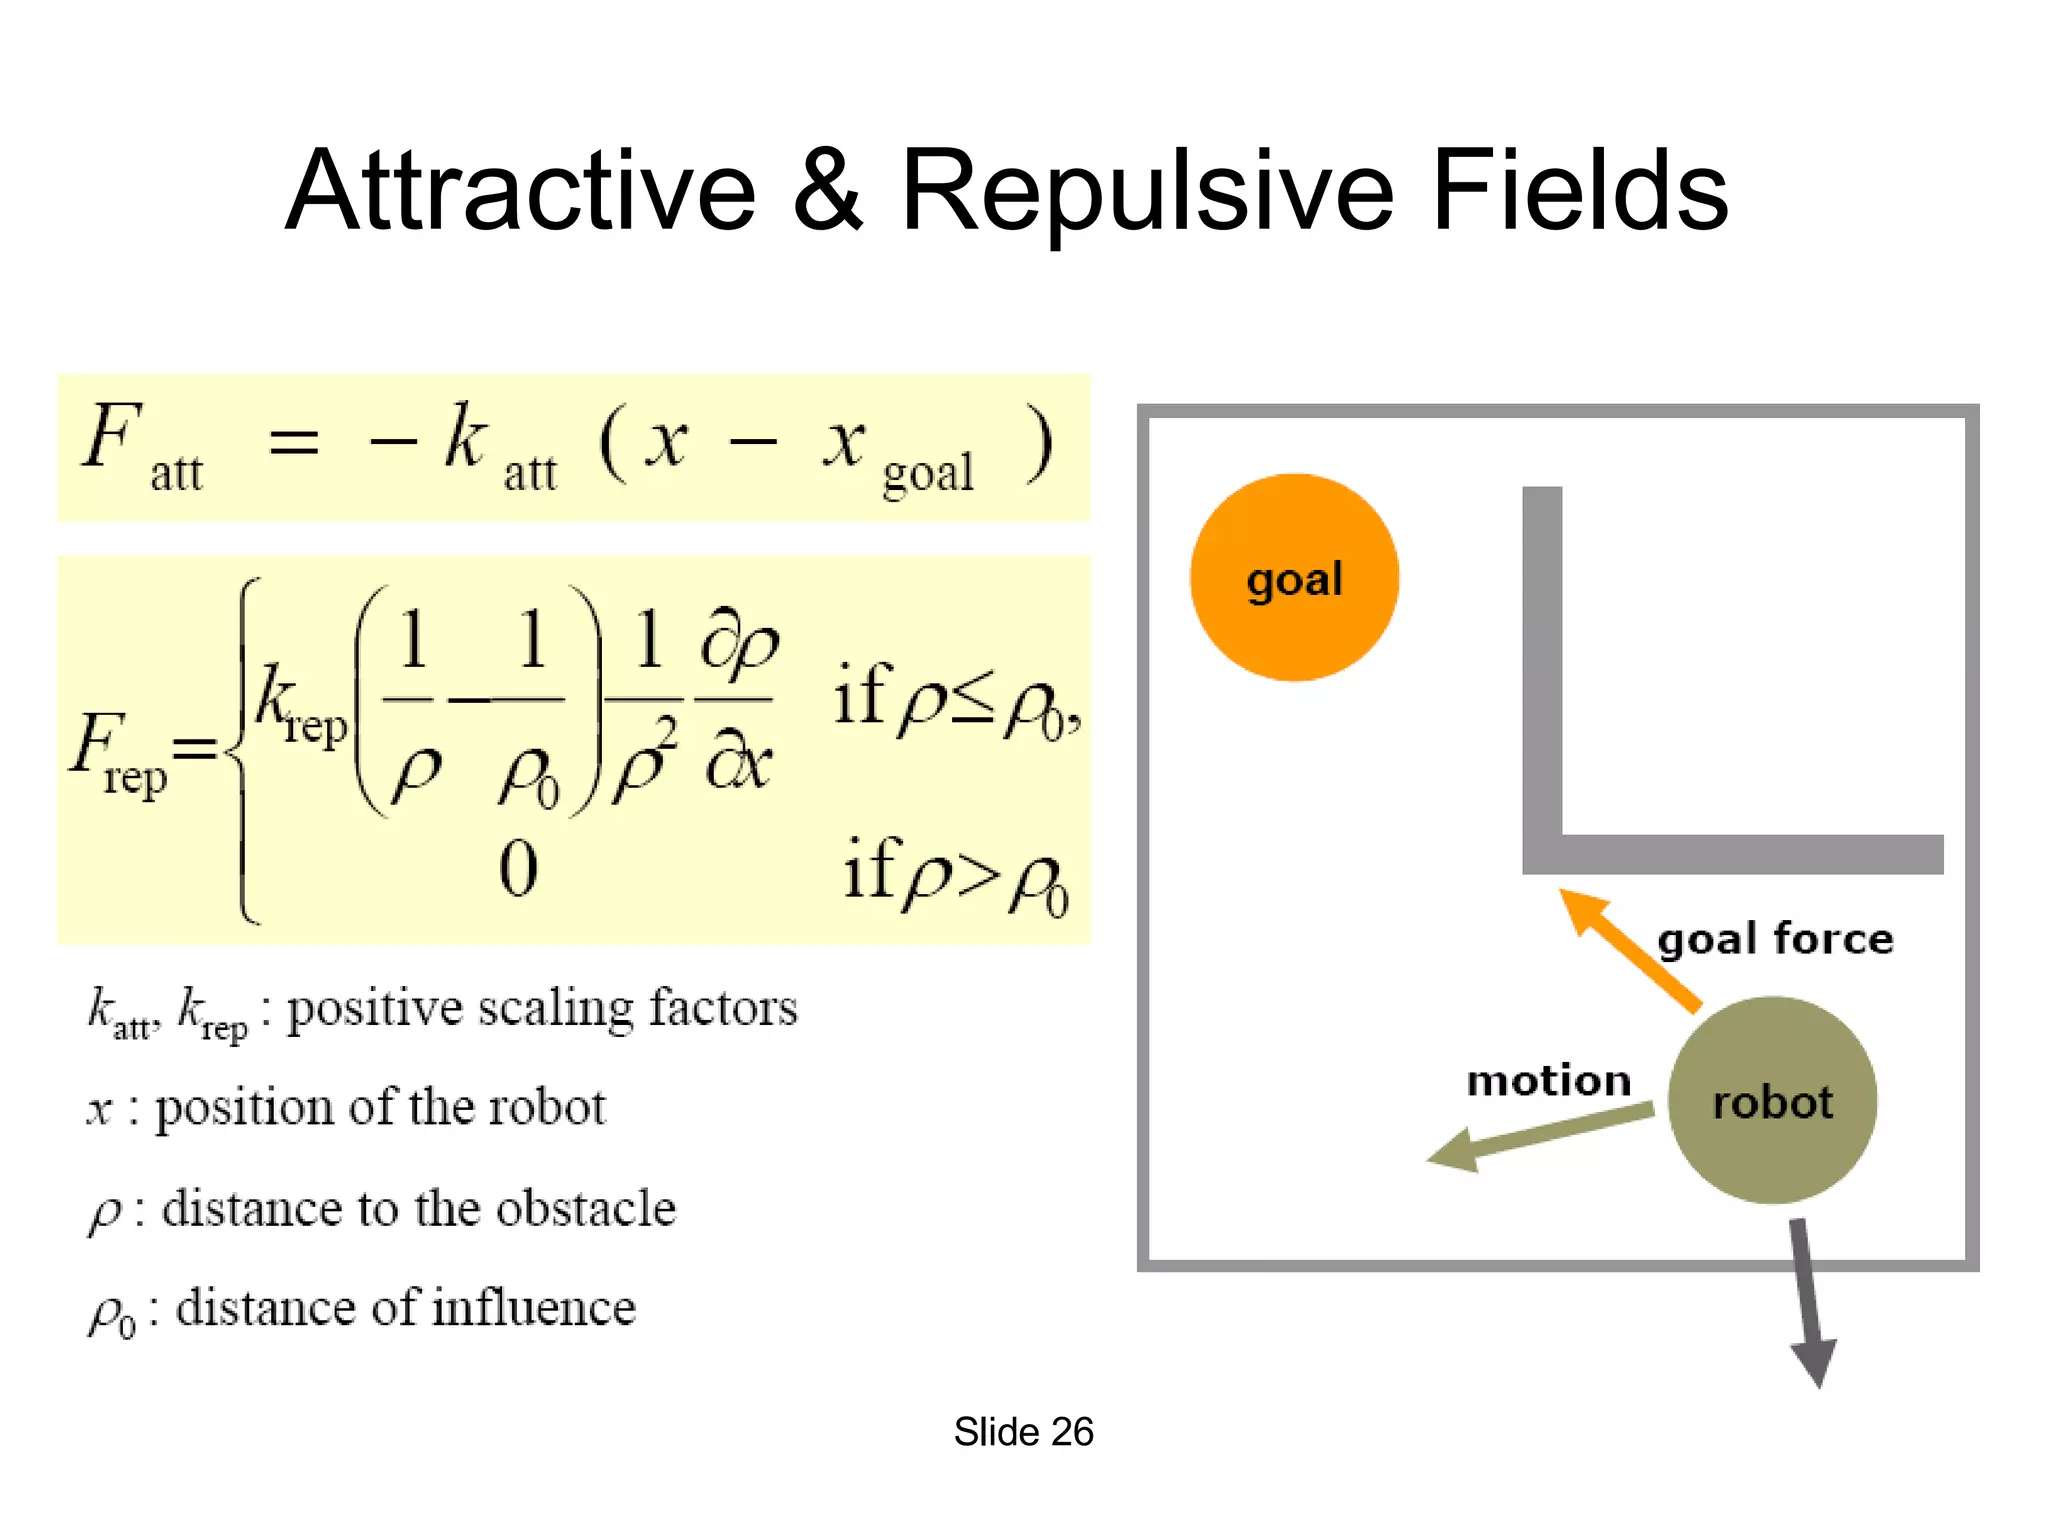 Attractive & Repulsive Fields
F_att = − k_att ( x − x_goal )
F_rep = { k_rep (1/ρ − 1/ρ_0) 1/ρ² ∂ρ/∂x if ρ ≤ ρ_0,
0 if ρ > ρ_0
k_att, k_rep : positive scaling factors
x : position of the robot
ρ : distance to the obstacle
ρ_0 : distance of influence
goal
goal force
motion
robot
Slide 26